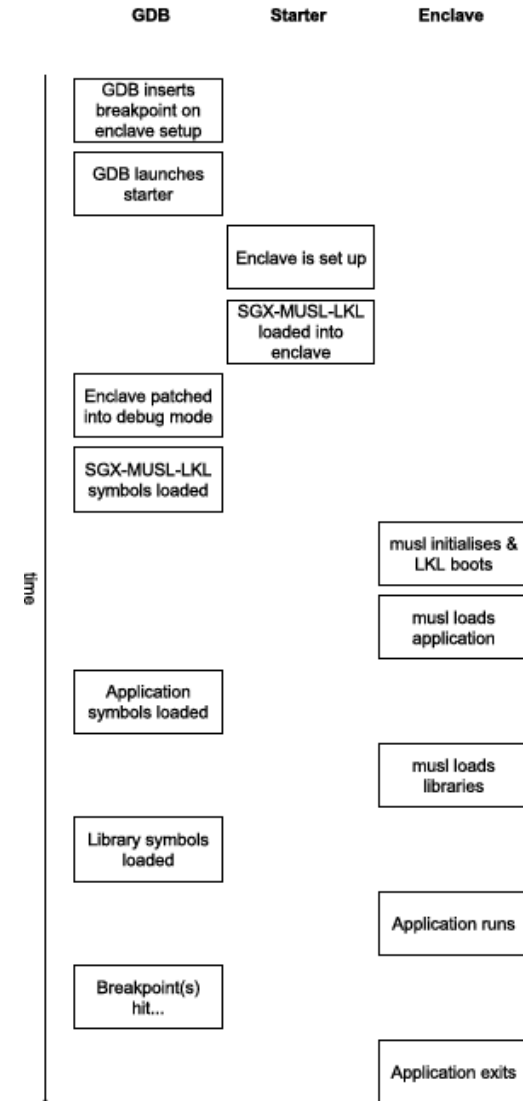 GDB Starter Enclave
GDB inserts
breakpoint on
enclave setup
GDB launches
starter
Enclave is set up
SGX-MUSL-LKL
loaded into
enclave
Enclave patched
into debug mode
SGX-MUSL-LKL
symbols loaded
musl initialises &
LKL boots
time
musl loads
application
Application
symbols loaded
musl loads
libraries
Library symbols
loaded
Application runs
Breakpoint(s)
hit...
Application exits